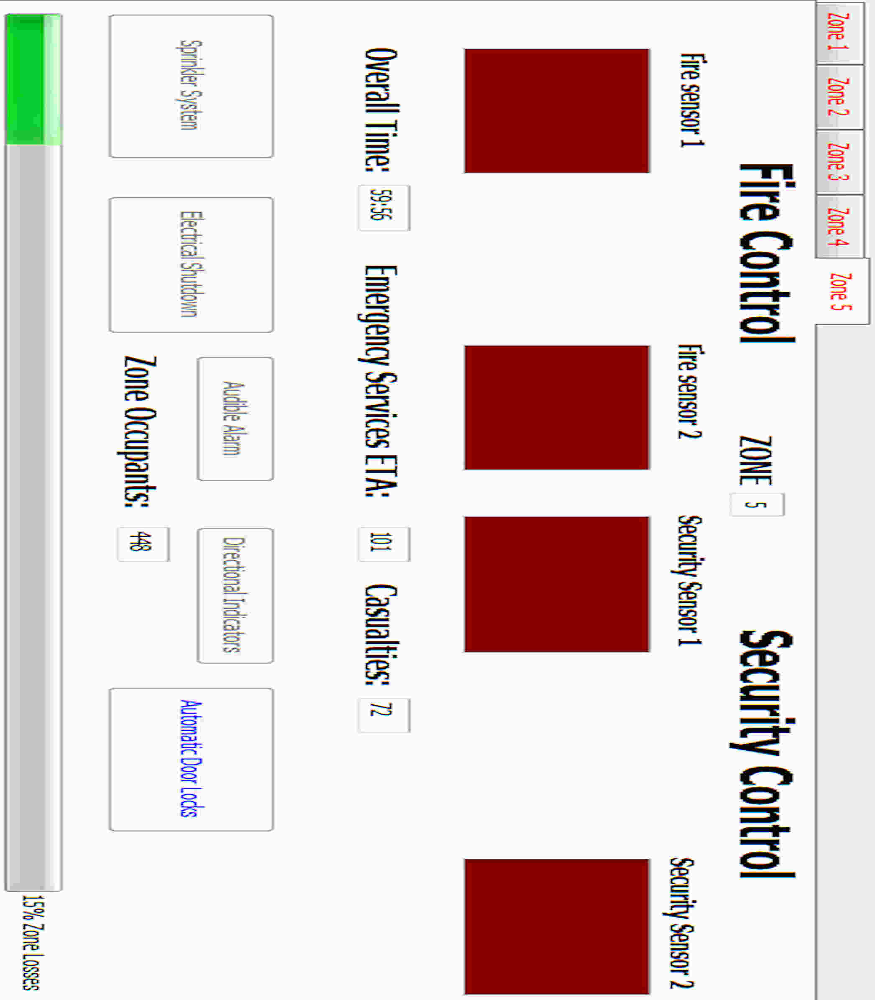 Zone 1 Zone 2 Zone 3 Zone 4 Zone 5
Fire Control ZONE 5 Security Control
Fire sensor 1 Fire sensor 2 Security Sensor 1 Security Sensor 2
Overall Time: 59:56 Emergency Services ETA: 101 Casualties: 72
Sprinkler System Electrical Shutdown Audible Alarm Directional Indicators Automatic Door Locks
Zone Occupants: 448
15% Zone Losses